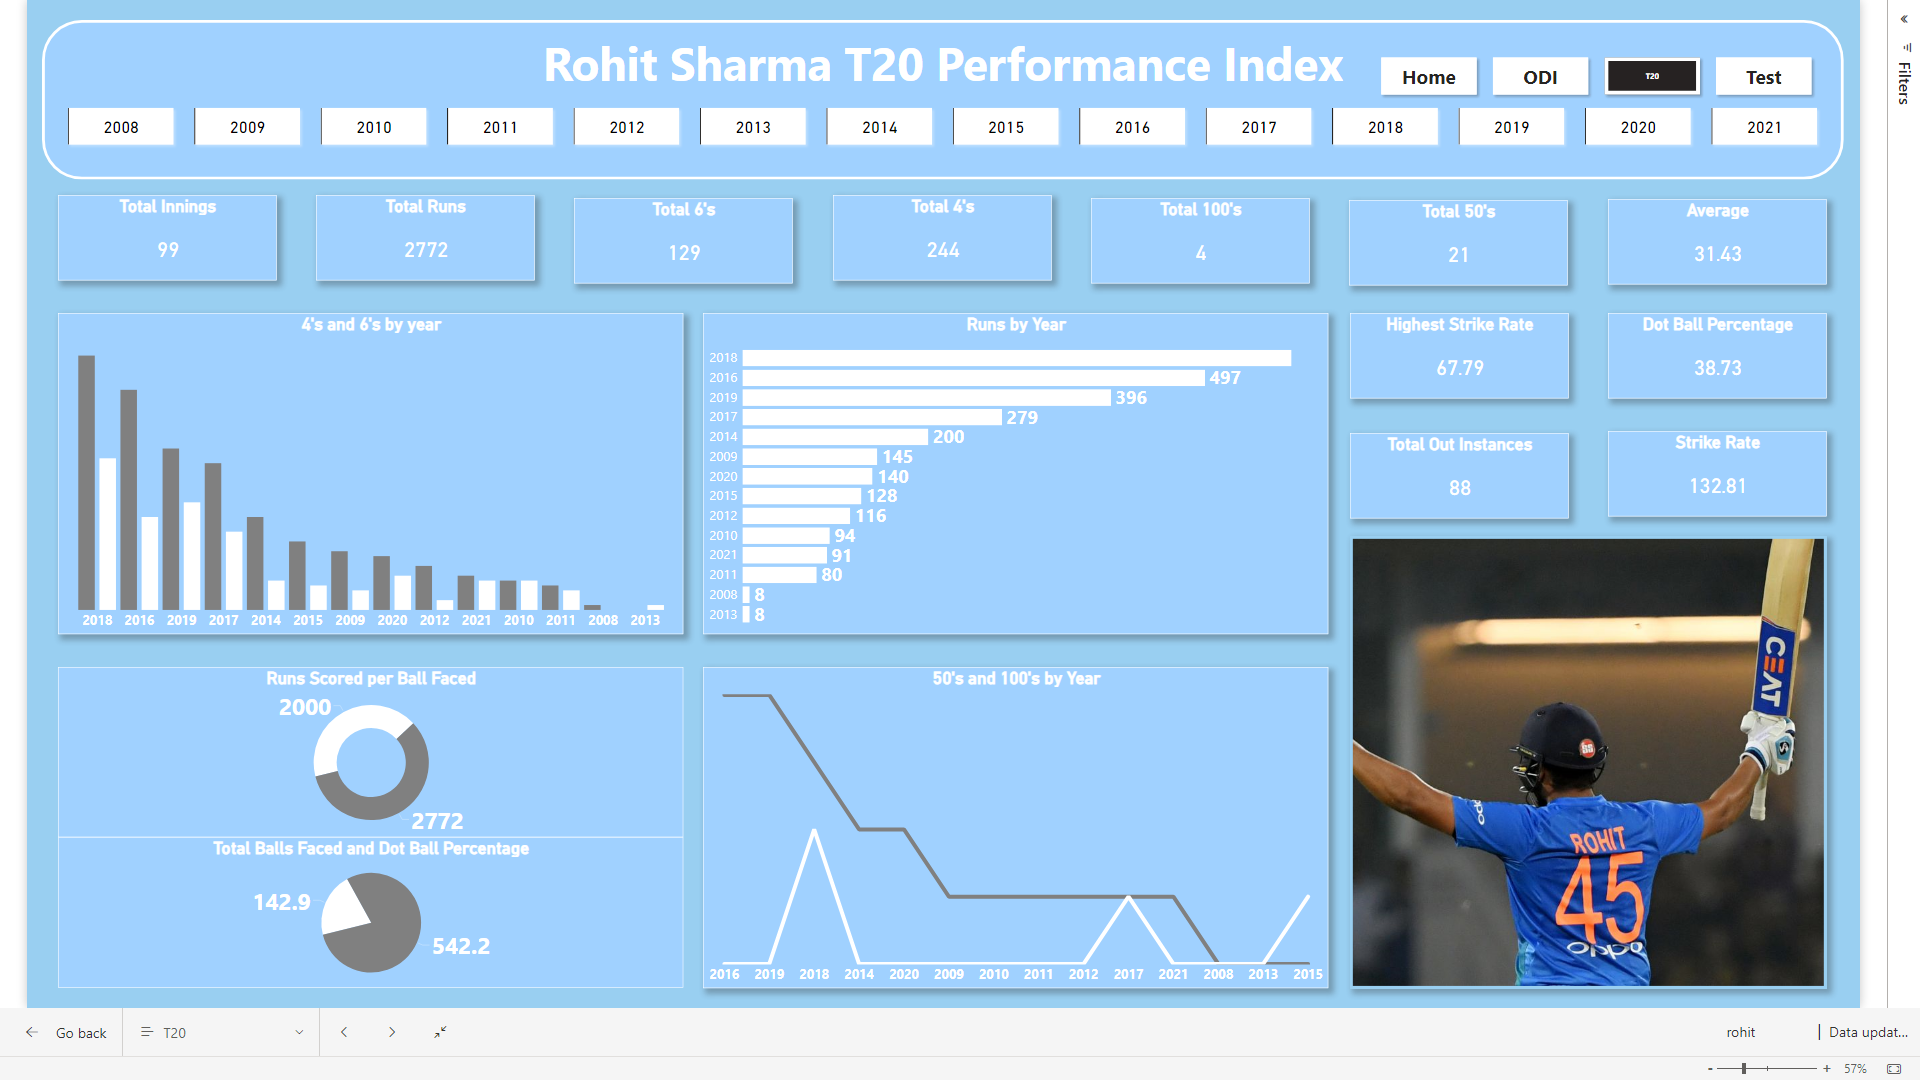 Rohit Sharma T20 Performance Index
Home ODI T20 Test
2008 2009 2010 2011 2012 2013 2014 2015 2016 2017 2018 2019 2020 2021
Total Innings
99
Total Runs
2772
Total 6's
129
Total 4's
244
Total 100's
4
Total 50's
21
Average
31.43
4's and 6's by year
2018 2016 2019 2017 2014 2015 2009 2020 2012 2021 2010 2011 2008 2013
Runs by Year
2018
2016 497
2019 396
2017 279
2014 200
2009 145
2020 140
2015 128
2012 116
2010 94
2021 91
2011 80
2008 8
2013 8
Highest Strike Rate
67.79
Dot Ball Percentage
38.73
Total Out Instances
88
Strike Rate
132.81
Runs Scored per Ball Faced
2000
2772
Total Balls Faced and Dot Ball Percentage
142.9
542.2
50's and 100's by Year
2016 2019 2018 2014 2020 2009 2010 2011 2012 2017 2021 2008 2013 2015
CEAT
SS
oppo
ROHIT
45
oppo
Filters
Go back
T20
rohit
Data updat...
- + 57%